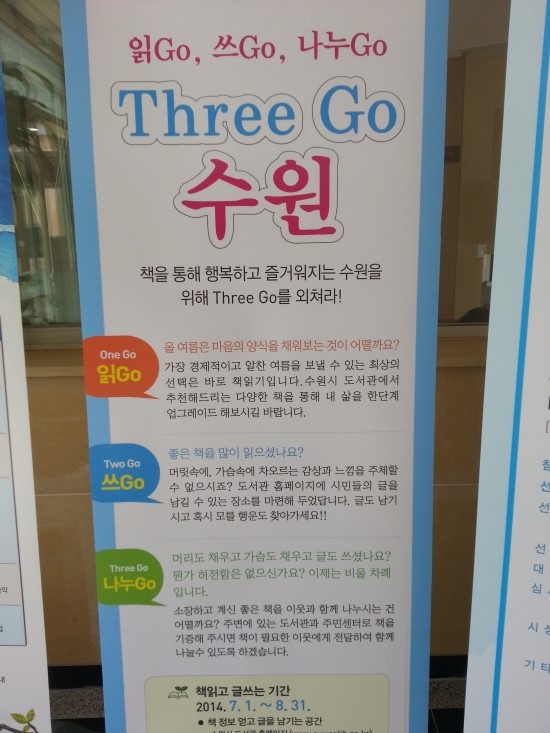 읽Go, 쓰Go, 나누Go
Three Go
수원
책을 통해 행복하고 즐거워지는 수원을
위해 Three Go를 외쳐라!
One Go
읽Go
올 여름은 마음의 양식을 채워보는 것이 어떨까요?
가장 경제적이고 알찬 여름을 보낼 수 있는 최상의
선택은 바로 책읽기입니다. 수원시 도서관에서
추천해드리는 다양한 책을 통해 내 삶을 한단계
업그레이드 해보시길 바랍니다.
Two Go
쓰Go
좋은 책을 많이 읽으셨나요?
머릿속에, 가슴속에 차오르는 감상과 느낌을 주체할
수 없으시죠? 도서관 홈페이지에 시민들의 글을
남길 수 있는 장소를 마련해 두었답니다. 글도 남기
시고 혹시 모를 행운도 찾아가세요!!
Three Go
나누Go
머리도 채우고 가슴도 채우고 글도 쓰셨나요?
뭔가 허전함은 없으신가요? 이제는 비울 차례
입니다.
소장하고 계신 좋은 책을 이웃과 함께 나누시는 건
어떨까요? 주변에 있는 도서관과 주민센터로 책을
기증해 주시면 책이 필요한 이웃에게 전달하여 함께
나눌수 있도록 하겠습니다.
책읽고 글쓰는 기간
2014. 7. 1. ~ 8. 31.
• 책 정보 얻고 글을 남기는 공간
선
대
심
시 성
기 타